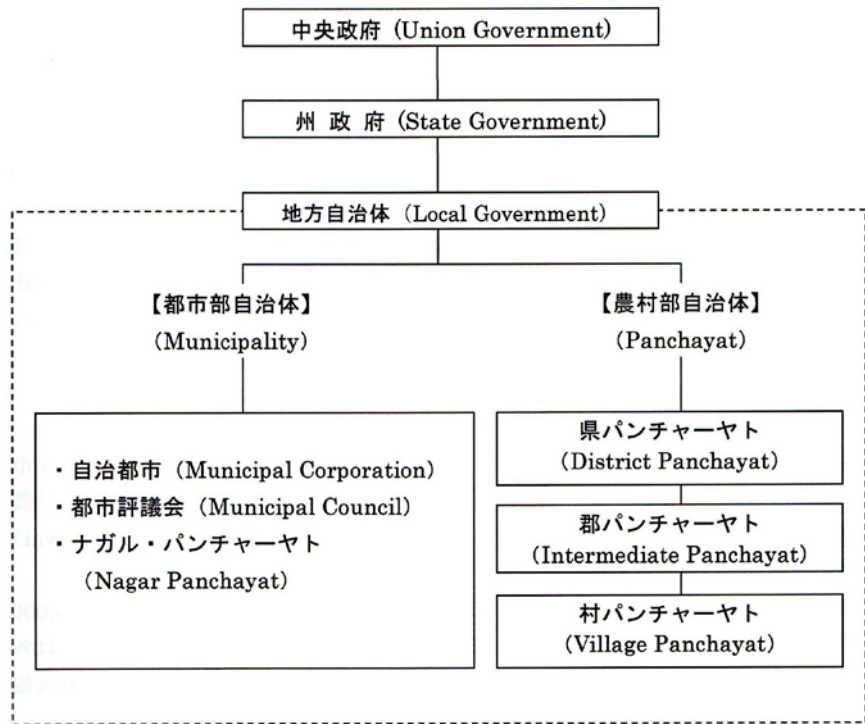 中央政府 (Union Government)
州 政 府 (State Government)
地方自治体 (Local Government)
【都市部自治体】
(Municipality)
・自治都市 (Municipal Corporation)
・都市評議会 (Municipal Council)
・ナガル・パンチャーヤト
(Nagar Panchayat)
【農村部自治体】
(Panchayat)
県パンチャーヤト
(District Panchayat)
郡パンチャーヤト
(Intermediate Panchayat)
村パンチャーヤト
(Village Panchayat)